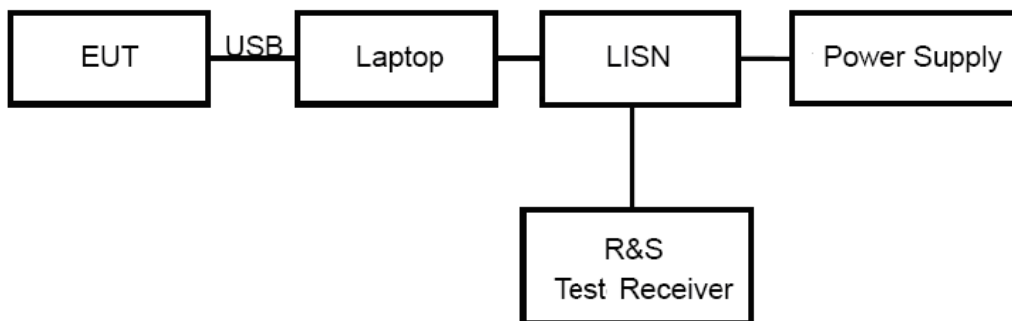 EUT
USB
Laptop
LISN
Power Supply
R&S
Test Receiver